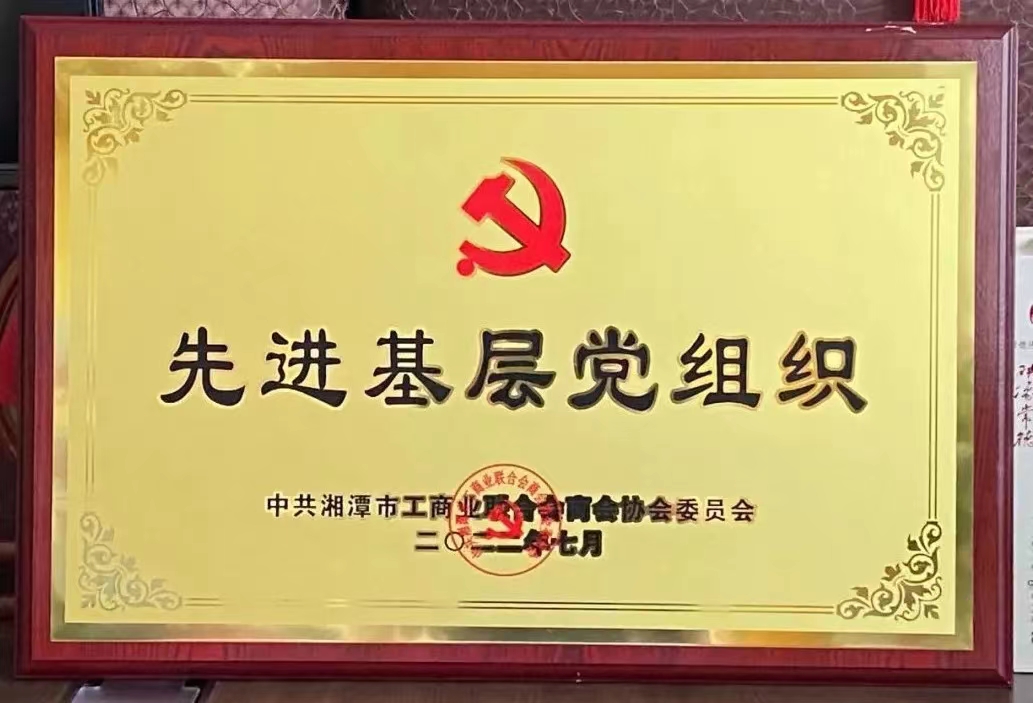 先进基层党组织
中共湘潭市工商业联合会商会协会委员会
二〇二二年七月